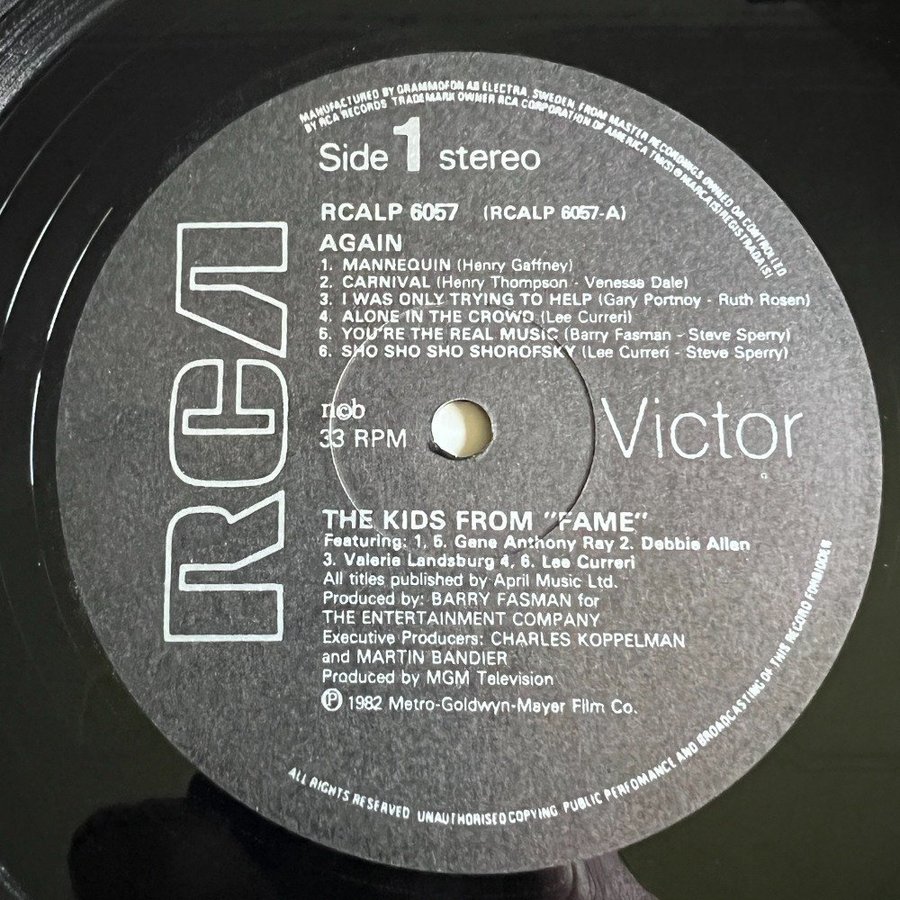 MANUFACTURED BY GRAMMOFON AB ELECTRA, SWEDEN, FROM MASTER RECORDINGS OWNED OR CONTROLLED
BY RCA RECORDS TRADEMARK OWNER RCA CORPORATION OF AMERICA TM(S)® MARCA(S) REGISTRADA(S)
Side 1 stereo
RCALP 6057 (RCALP 6057-A)
AGAIN
1. MANNEQUIN (Henry Gaffney)
2. CARNIVAL (Henry Thompson - Venessa Dale)
3. I WAS ONLY TRYING TO HELP (Gary Portnoy - Ruth Rosen)
4. ALONE IN THE CROWD (Lee Curreri)
5. YOU'RE THE REAL MUSIC (Barry Fasman - Steve Sperry)
6. SHO SHO SHO SHOROFSKY (Lee Curreri - Steve Sperry)
RCA
n©b
33 RPM
Victor
THE KIDS FROM "FAME"
Featuring: 1, 5. Gene Anthony Ray 2. Debbie Allen
3. Valerie Landsburg 4, 6. Lee Curreri
All titles published by April Music Ltd.
Produced by: BARRY FASMAN for
THE ENTERTAINMENT COMPANY
Executive Producers: CHARLES KOPPELMAN
and MARTIN BANDIER
Produced by MGM Television
℗ 1982 Metro-Goldwyn-Mayer Film Co.
ALL RIGHTS RESERVED UNAUTHORISED COPYING PUBLIC PERFOMANCE AND BROADCASTING OF THIS RECORD FORBIDDEN